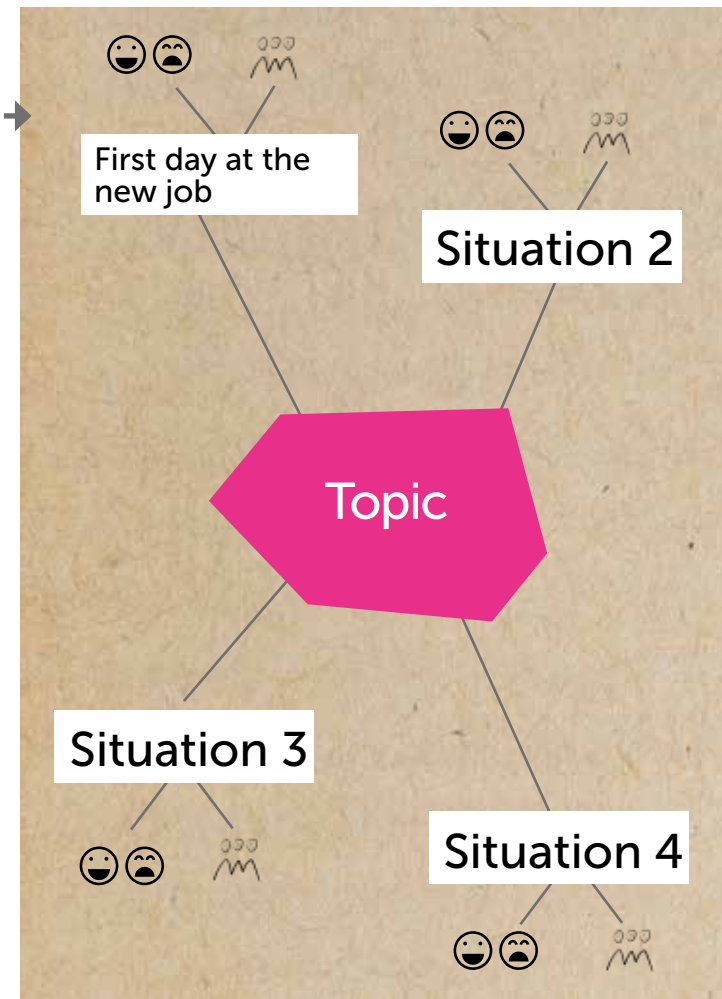 First day at the
new job
Situation 2
Topic
Situation 3
Situation 4